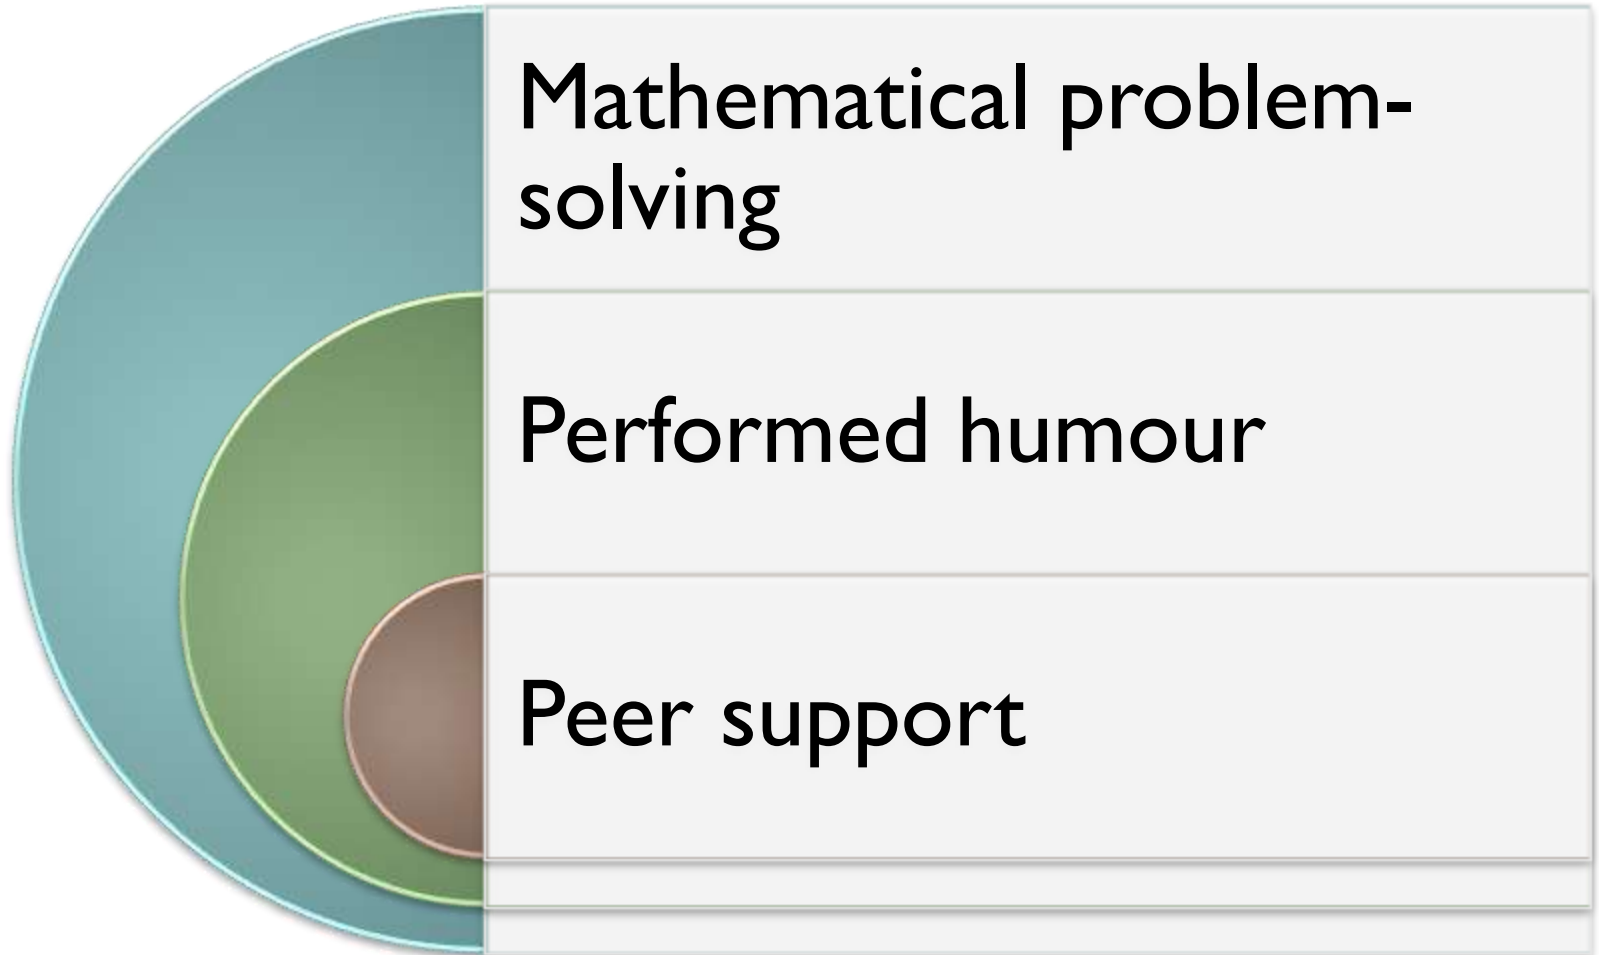 Mathematical problem-
solving
Performed humour
Peer support